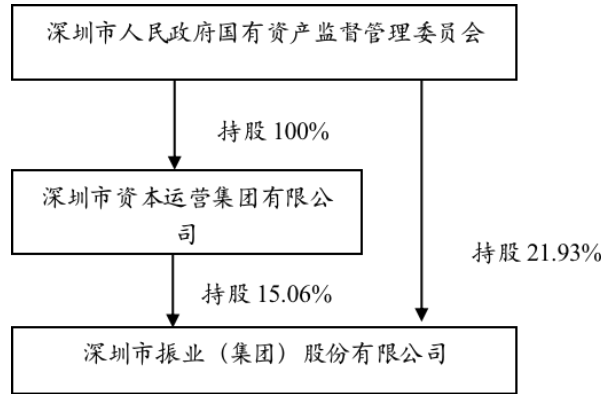 深圳市人民政府国有资产监督管理委员会
持股 100%
深圳市资本运营集团有限公
司
持股 21.93%
持股 15.06%
深圳市振业（集团）股份有限公司